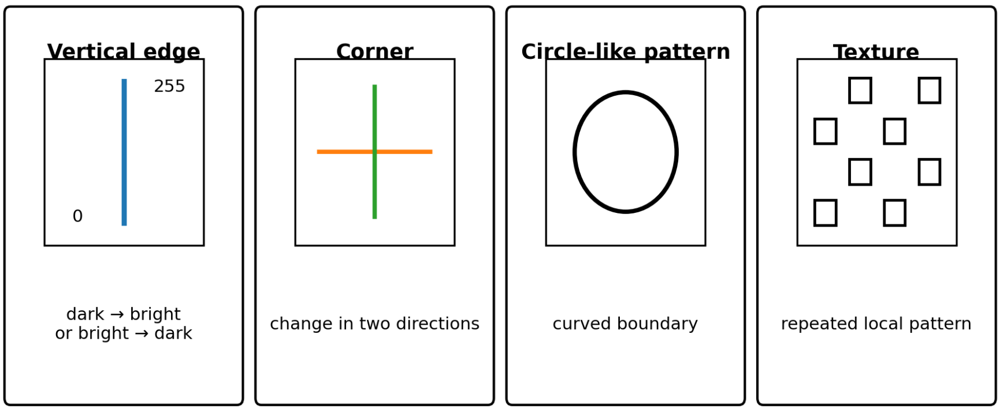 Vertical edge
255
0
dark → bright
or bright → dark
Corner
change in two directions
Circle-like pattern
curved boundary
Texture
repeated local pattern